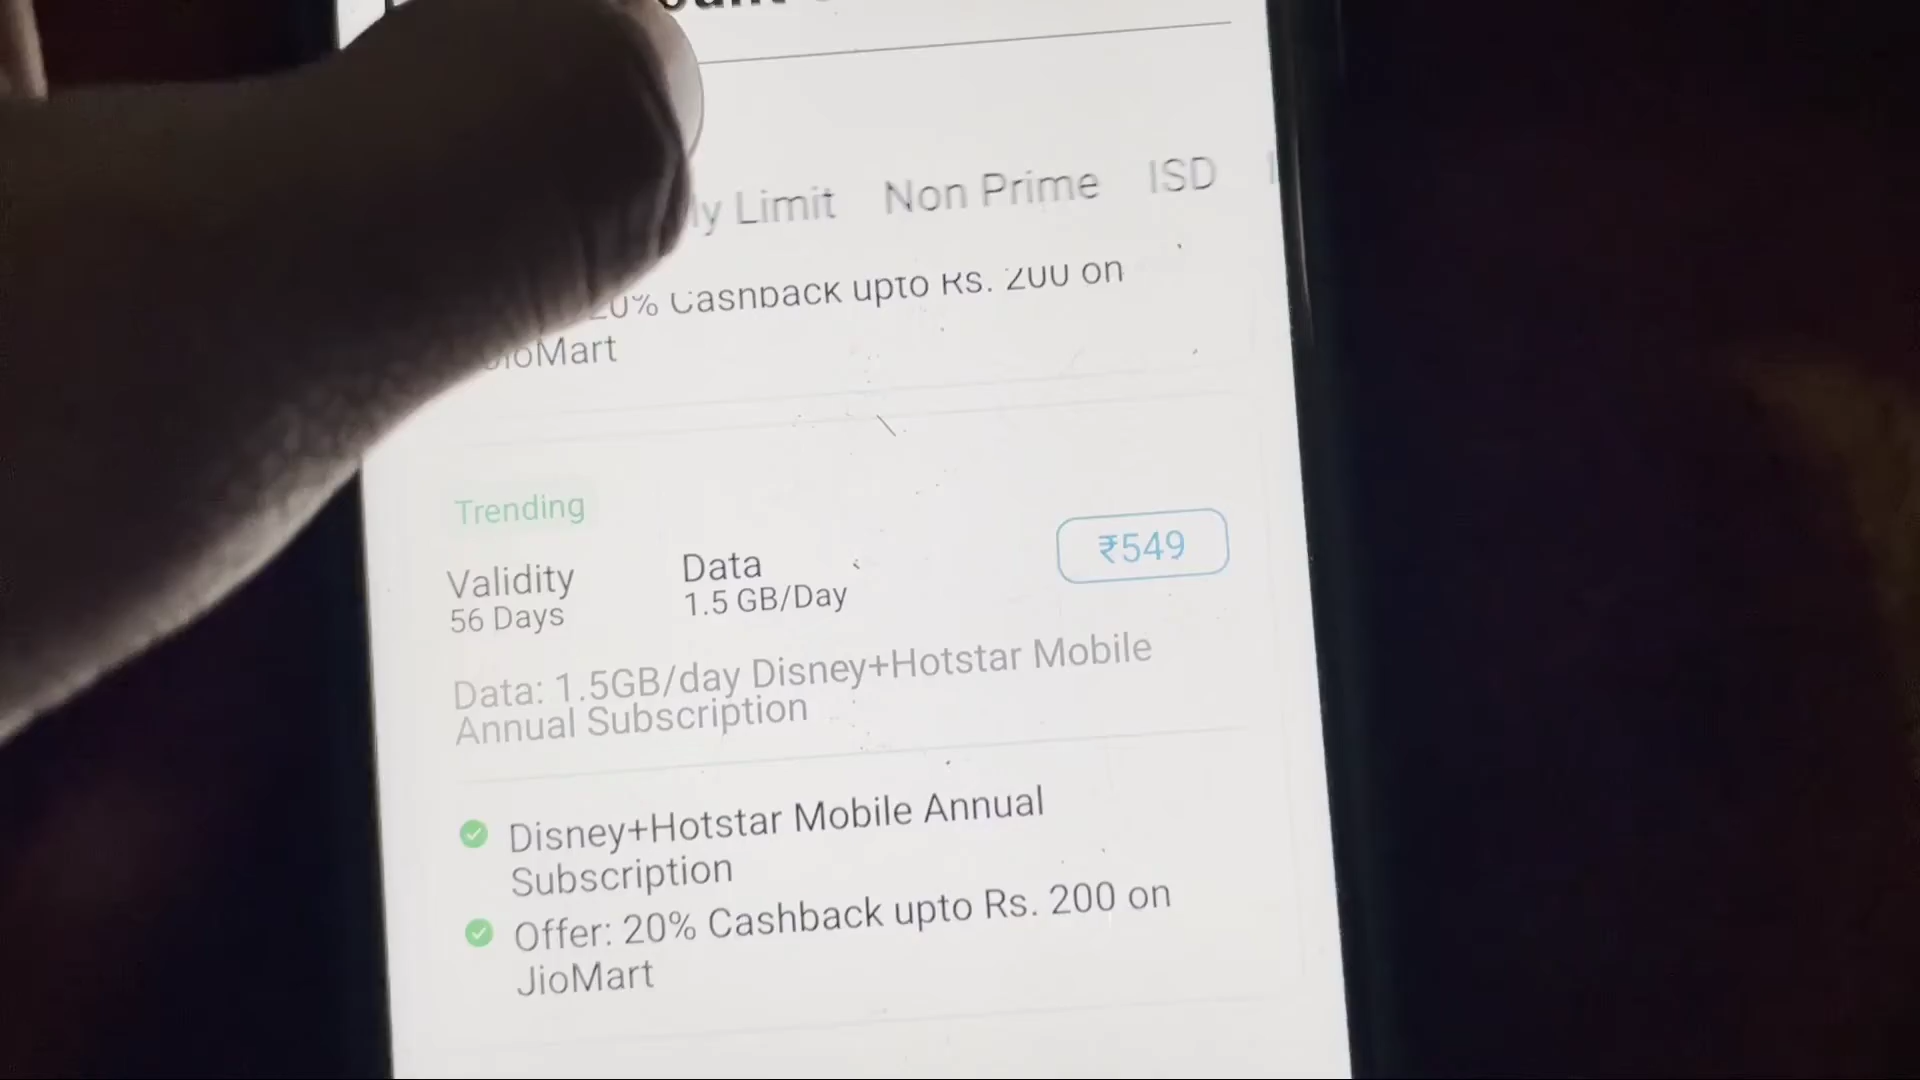 Limit Non Prime ISD
20% Cashback upto Rs. 200 on
JioMart
Trending
Validity Data ₹549
56 Days 1.5 GB/Day
Data: 1.5GB/day Disney+Hotstar Mobile
Annual Subscription
Disney+Hotstar Mobile Annual
Subscription
Offer: 20% Cashback upto Rs. 200 on
JioMart